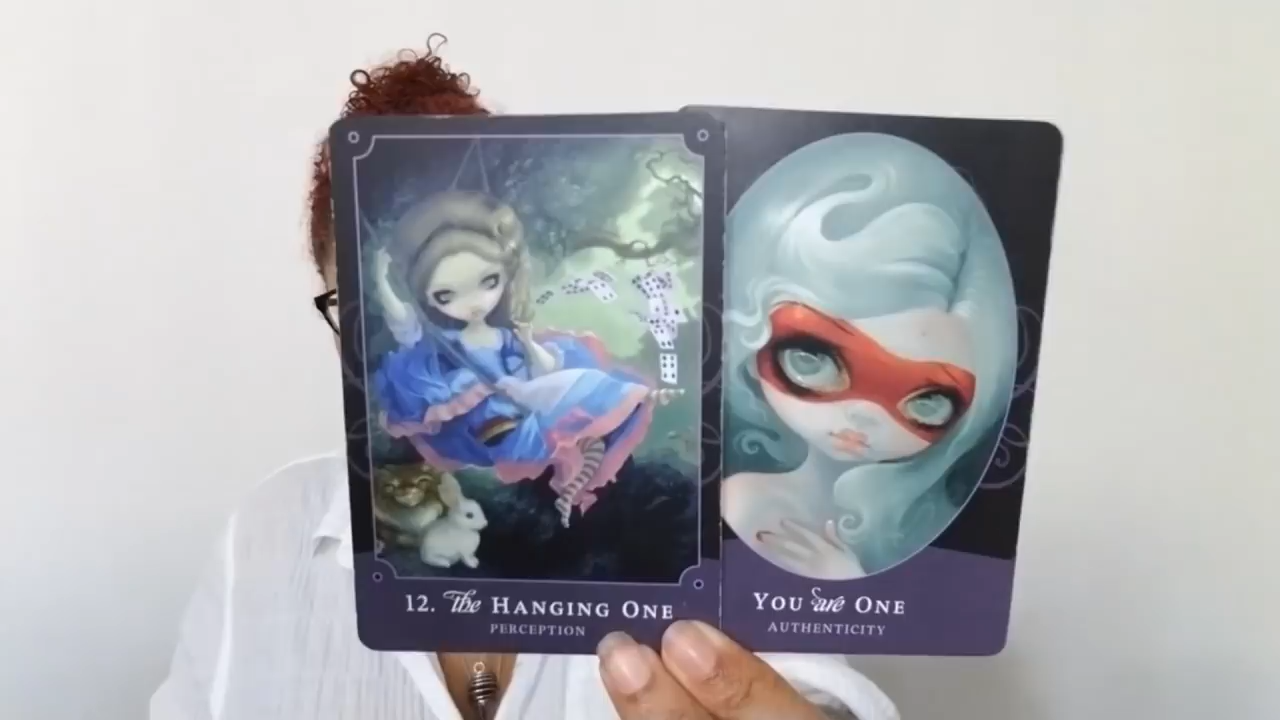 12. the HANGING ONE
PERCEPTION
YOU are ONE
AUTHENTICITY